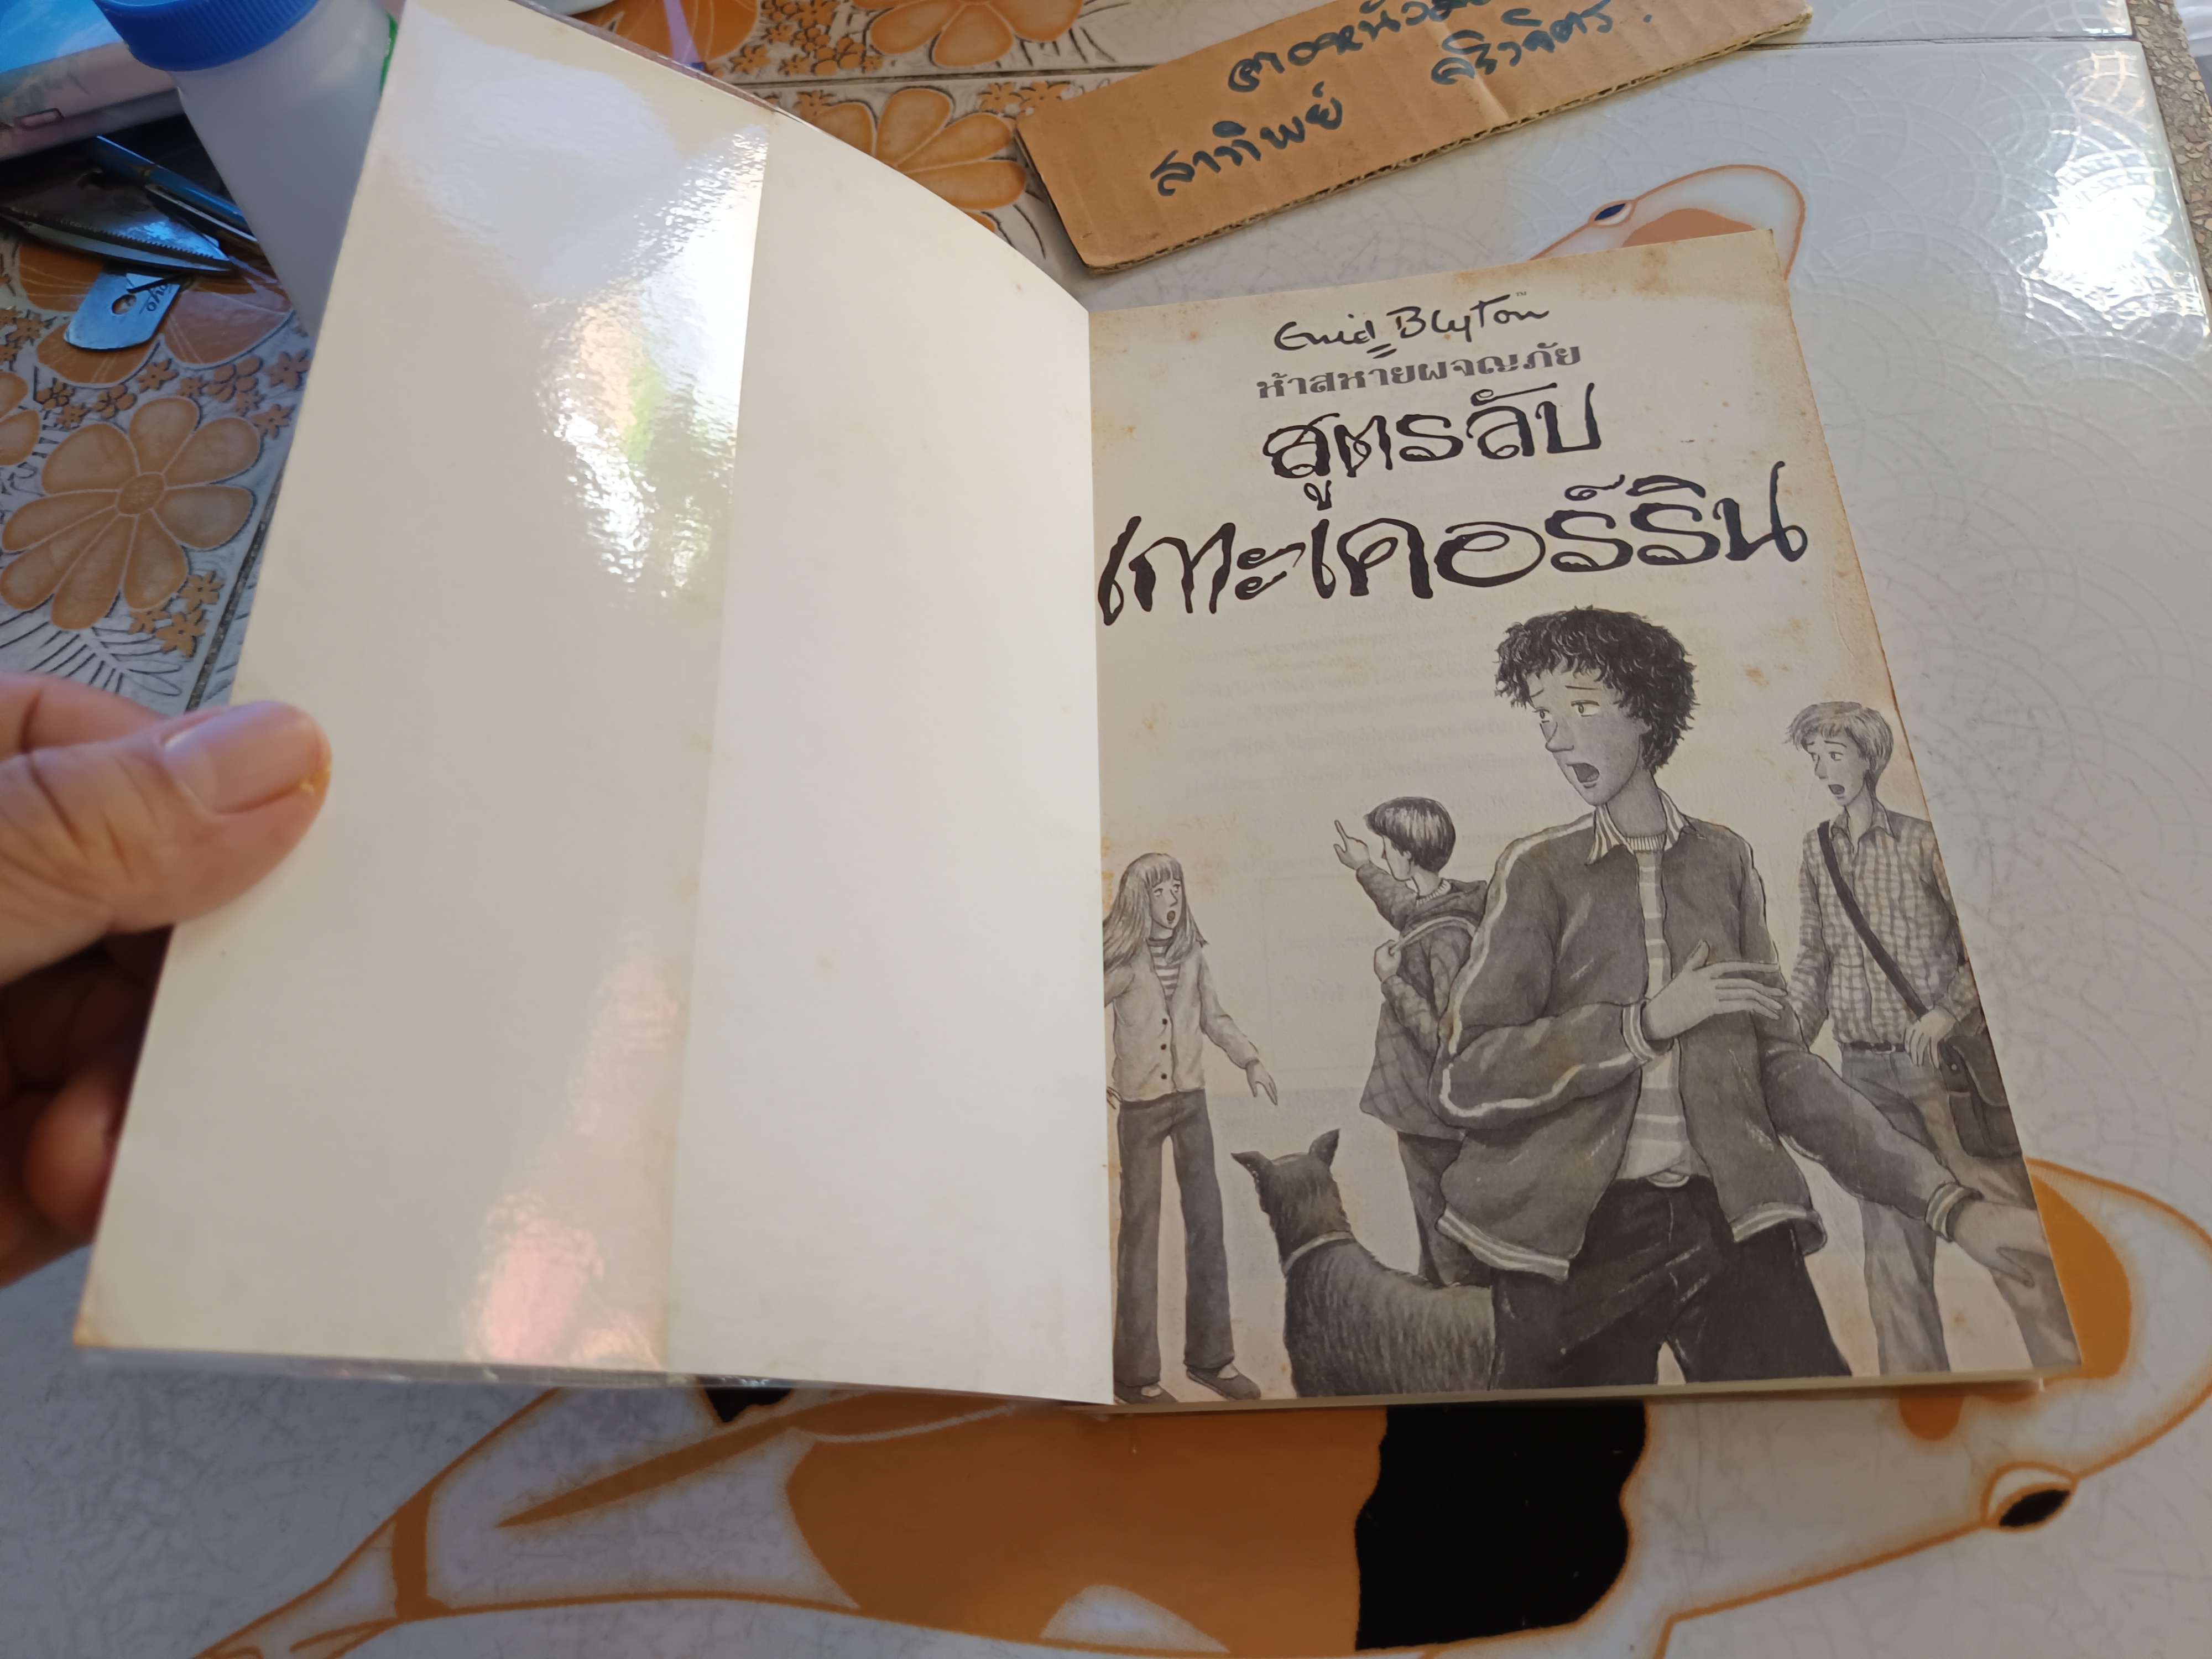 สาทิพย์
Enid Blyton™
ห้าสหายผจญภัย
สูตรลับ
เกาะเคอร์ริน